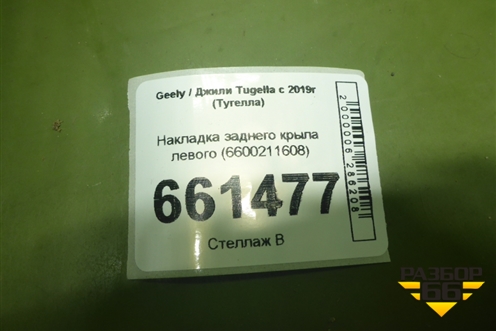 Geely / Джили Tugella с 2019г
(Тугелла)
Накладка заднего крыла
левого (6600211608)
661477
Стеллаж В
2000006286208
РАЗБОР
66